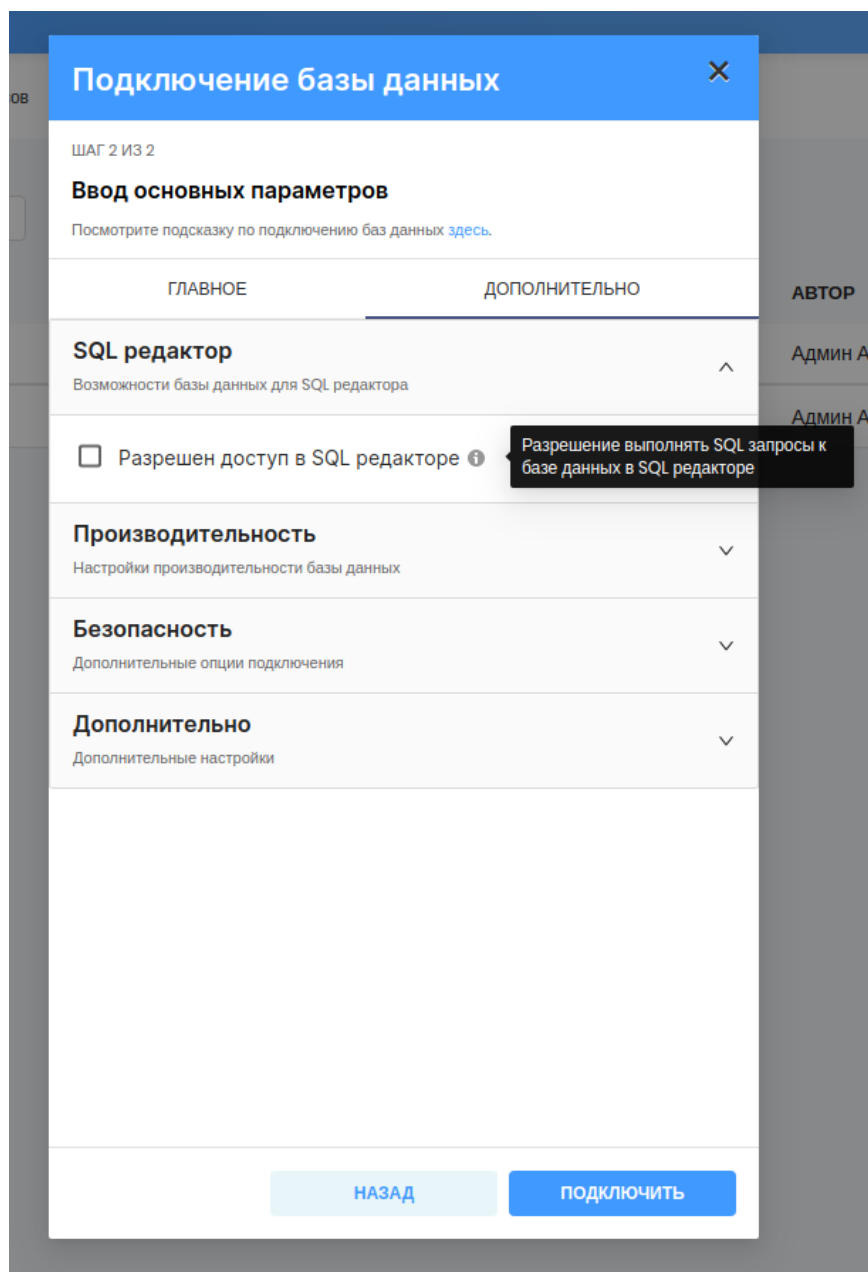 Подключение базы данных
ов
ШАГ 2 ИЗ 2
Ввод основных параметров
Посмотрите подсказку по подключению баз данных здесь.
ГЛАВНОЕ
ДОПОЛНИТЕЛЬНО
АВТОР
SQL редактор
Возможности базы данных для SQL редактора
Админ А
Админ А
Разрешен доступ в SQL редакторе
Разрешение выполнять SQL запросы к
базе данных в SQL редакторе
Производительность
Настройки производительности базы данных
Безопасность
Дополнительные опции подключения
Дополнительно
Дополнительные настройки
НАЗАД
ПОДКЛЮЧИТЬ